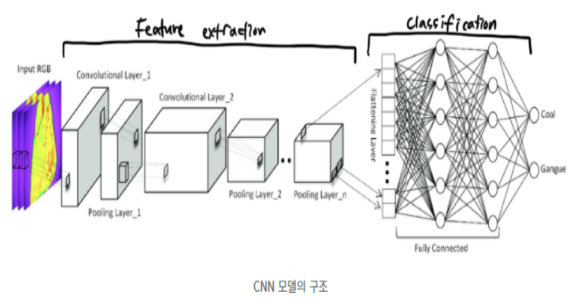 Feature extraction
classification
Input RGB
Convolutional Layer_1
Convolutional Layer_2
Pooling Layer_1
Pooling Layer_2
Pooling Layer_n
Flattening Layer
Fully Connected
Coal
Gangue
CNN 모델의 구조